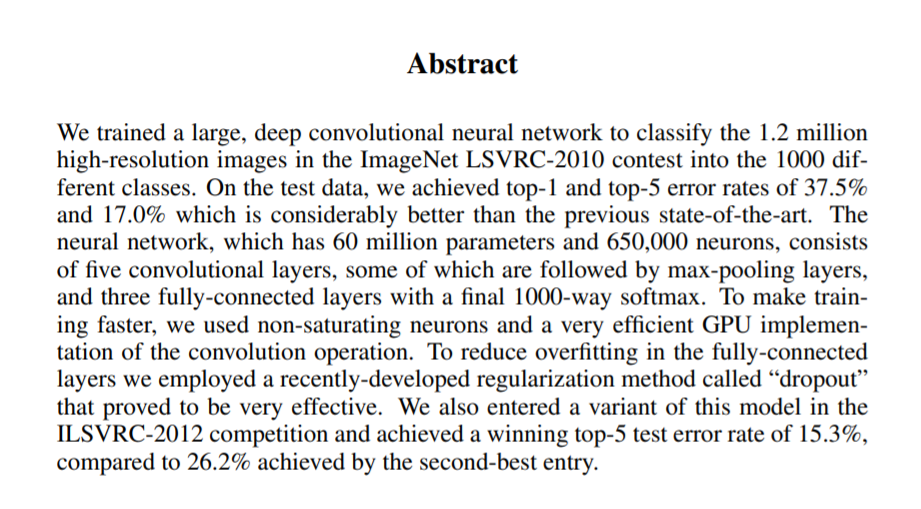 Abstract
We trained a large, deep convolutional neural network to classify the 1.2 million
high-resolution images in the ImageNet LSVRC-2010 contest into the 1000 dif-
ferent classes. On the test data, we achieved top-1 and top-5 error rates of 37.5%
and 17.0% which is considerably better than the previous state-of-the-art. The
neural network, which has 60 million parameters and 650,000 neurons, consists
of five convolutional layers, some of which are followed by max-pooling layers,
and three fully-connected layers with a final 1000-way softmax. To make train-
ing faster, we used non-saturating neurons and a very efficient GPU implemen-
tation of the convolution operation. To reduce overfitting in the fully-connected
layers we employed a recently-developed regularization method called “dropout”
that proved to be very effective. We also entered a variant of this model in the
ILSVRC-2012 competition and achieved a winning top-5 test error rate of 15.3%,
compared to 26.2% achieved by the second-best entry.